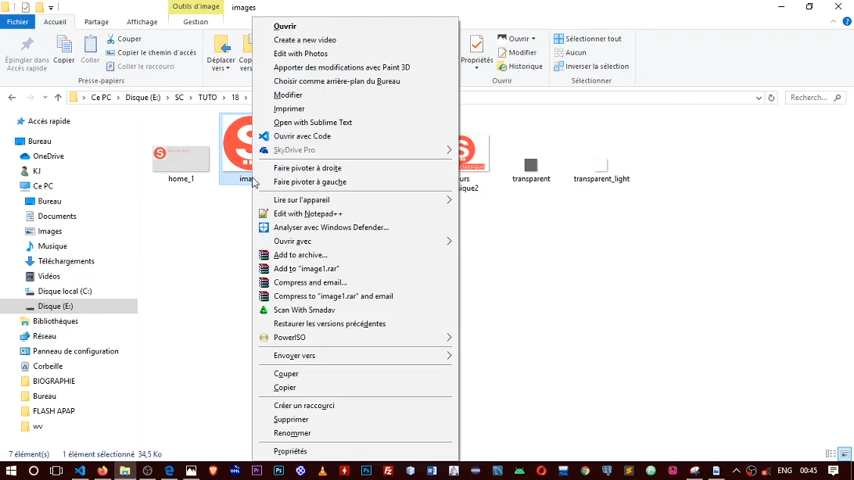 Outils d'image
images
Fichier
Accueil
Partage
Affichage
Gestion
Épingler dans
Accès rapide
Copier
Coller
Couper
Copier le chemin d'accès
Coller le raccourci
Presse-papiers
Déplacer
vers
Propriétés
Ouvrir
Modifier
Historique
Ouvrir
Sélectionner tout
Aucun
Inverser la sélection
Sélectionner
Ce PC > Disque (E:) > SC > TUTO > 18
Recherch...
Accès rapide
Bureau
OneDrive
KJ
Ce PC
Bureau
Documents
Images
Musique
Téléchargements
Vidéos
Disque local (C:)
Disque (E:)
Bibliothèques
Réseau
Panneau de configuration
Corbeille
BIOGRAPHIE
Bureau
FLASH APAP
wv
home_1
transparent
transparent_light
Ouvrir
Create a new video
Edit with Photos
Apporter des modifications avec Paint 3D
Choisir comme arrière-plan du Bureau
Modifier
Imprimer
Open with Sublime Text
Ouvrir avec Code
SkyDrive Pro
Faire pivoter à droite
Faire pivoter à gauche
Lire sur l'appareil
Edit with Notepad++
Analyser avec Windows Defender...
Ouvrir avec
Add to archive...
Add to "image1.rar"
Compress and email...
Compress to "image1.rar" and email
Scan With Smadav
Restaurer les versions précédentes
PowerISO
Envoyer vers
Couper
Copier
Créer un raccourci
Supprimer
Renommer
Propriétés
7 élément(s)
1 élément sélectionné 34,5 Ko
ENG
00:45